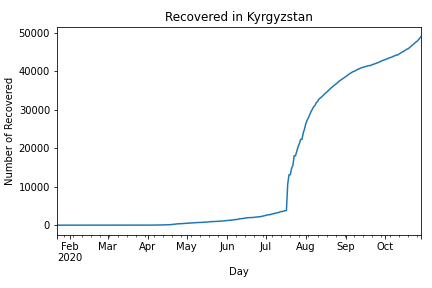 Recovered in Kyrgyzstan
50000
40000
30000
20000
10000
0
Number of Recovered
Feb Mar Apr May Jun Jul Aug Sep Oct
2020
Day